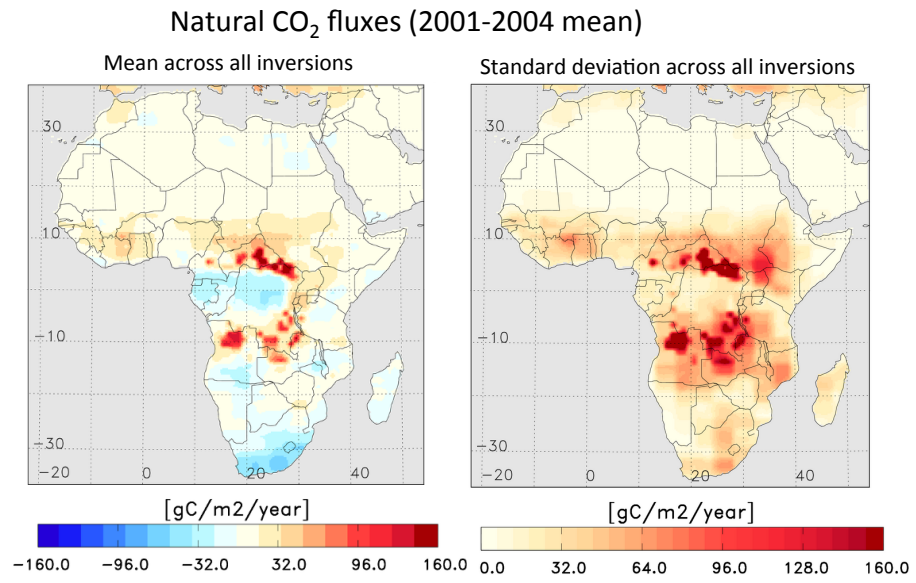 Natural CO₂ fluxes (2001-2004 mean)
Mean across all inversions
Standard deviation across all inversions
30
10
−10
−30
−20 0 20 40
30
10
−10
−30
−20 0 20 40
[gC/m2/year]
−160.0 −96.0 −32.0 32.0 96.0 160.0
[gC/m2/year]
0.0 32.0 64.0 96.0 128.0 160.0